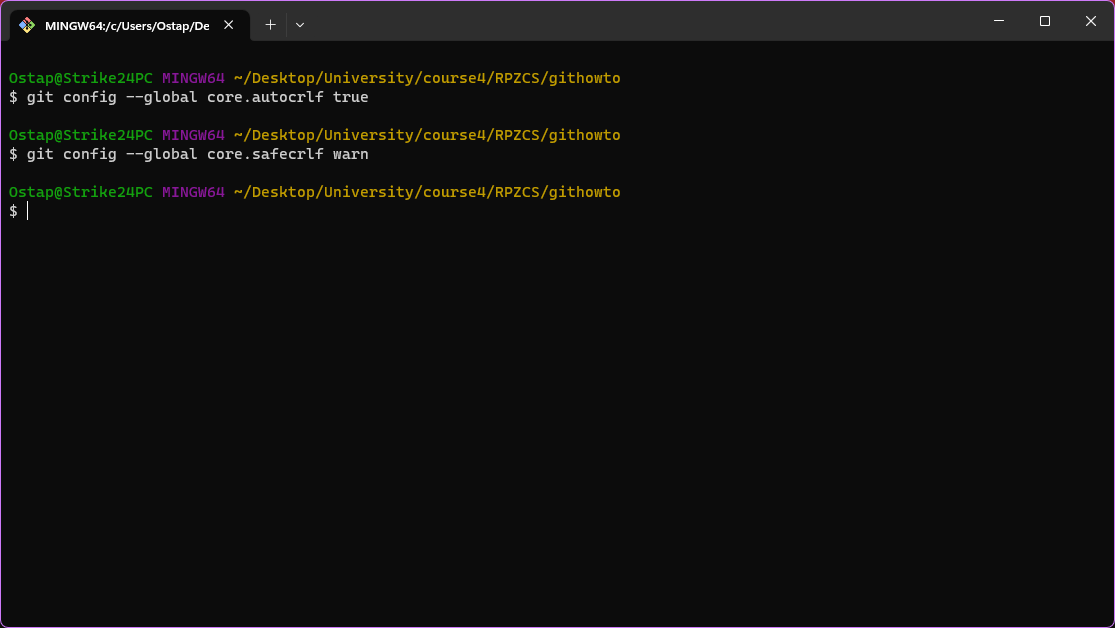 MINGW64:/c/Users/Ostap/De
Ostap@Strike24PC MINGW64 ~/Desktop/University/course4/RPZCS/githowto
$ git config --global core.autocrlf true
Ostap@Strike24PC MINGW64 ~/Desktop/University/course4/RPZCS/githowto
$ git config --global core.safecrlf warn
Ostap@Strike24PC MINGW64 ~/Desktop/University/course4/RPZCS/githowto
$